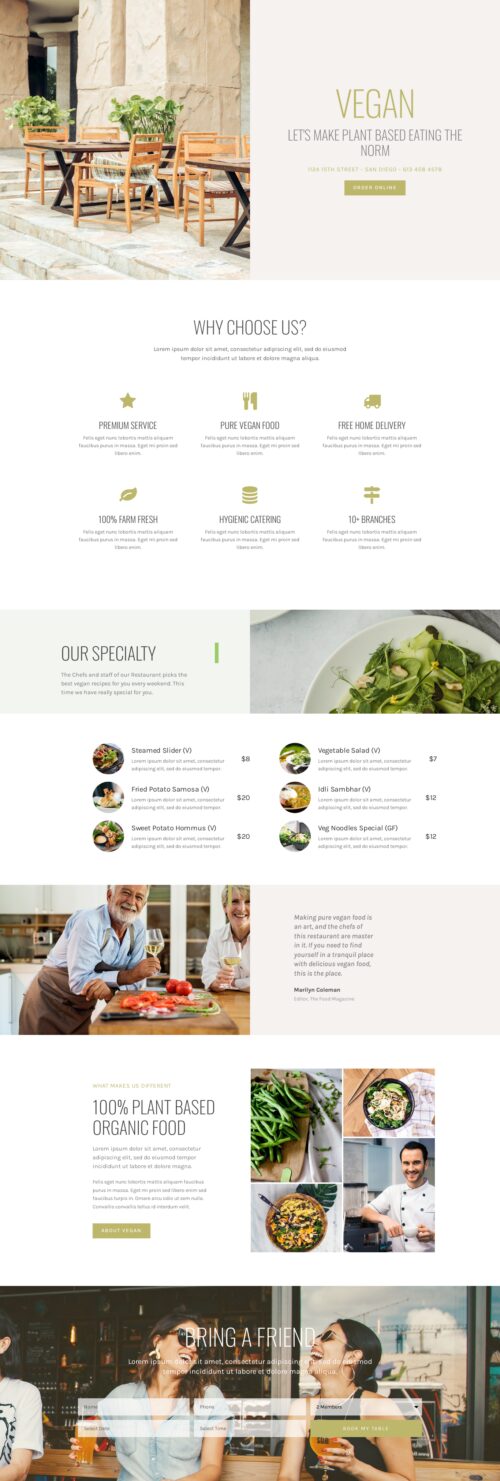 VEGAN
LET'S MAKE PLANT BASED EATING THE
NORM
ORDER ONLINE
WHY CHOOSE US?
Lorem ipsum dolor sit amet, consectetur adipiscing elit, sed do eiusmod
tempor incididunt ut labore et dolore magna aliqua.
PREMIUM SERVICE
Felis eget nunc lobortis mattis aliquam
faucibus purus in massa. Eget mi proin sed
libero enim.
PURE VEGAN FOOD
Felis eget nunc lobortis mattis aliquam
faucibus purus in massa. Eget mi proin sed
libero enim.
FREE HOME DELIVERY
Felis eget nunc lobortis mattis aliquam
faucibus purus in massa. Eget mi proin sed
libero enim.
100% FARM FRESH
Felis eget nunc lobortis mattis aliquam
faucibus purus in massa. Eget mi proin sed
libero enim.
HYGIENIC CATERING
Felis eget nunc lobortis mattis aliquam
faucibus purus in massa. Eget mi proin sed
libero enim.
10+ BRANCHES
Felis eget nunc lobortis mattis aliquam
faucibus purus in massa. Eget mi proin sed
libero enim.
OUR SPECIALTY
The Chefs and staff of our Restaurant picks the
best vegan recipes for you every weekend. This
time we have really special for you.
Steamed Slider (V)
$8
Lorem ipsum dolor sit amet, consectetur
adipiscing elit, sed do eiusmod tempor.
Fried Potato Samosa (V)
$20
Lorem ipsum dolor sit amet, consectetur
adipiscing elit, sed do eiusmod tempor.
Sweet Potato Hommus (V)
$20
Lorem ipsum dolor sit amet, consectetur
adipiscing elit, sed do eiusmod tempor.
Vegetable Salad (V)
$7
Lorem ipsum dolor sit amet, consectetur
adipiscing elit, sed do eiusmod tempor.
Idli Sambhar (V)
$12
Lorem ipsum dolor sit amet, consectetur
adipiscing elit, sed do eiusmod tempor.
Veg Noodles Special (GF)
$12
Lorem ipsum dolor sit amet, consectetur
adipiscing elit, sed do eiusmod tempor.
Making pure vegan food is
an art, and the chefs of
this restaurant are master
in it. If you need to find
yourself in a tranquil place
with delicious vegan food,
this is the place.
Marilyn Coleman
Editor, The Food Magazine
WHAT MAKES US DIFFERENT
100% PLANT BASED
ORGANIC FOOD
Lorem ipsum dolor sit amet, consectetur
adipiscing elit, sed do eiusmod tempor
incididunt ut labore et dolore magna.
Felis eget nunc lobortis mattis aliquam faucibus
purus in massa. Eget mi proin sed libero enim sed
faucibus turpis in. Ornare arcu odio ut sem nulla.
Convallis convallis tellus id interdum velit.
ABOUT VEGAN
BRING A FRIEND
Lorem ipsum dolor sit amet, consectetur adipiscing elit, sed do eiusmod
tempor incididunt ut labore et dolore magna aliqua.
Name
Phone
2 Members
Select Date
Select Time
BOOK MY TABLE